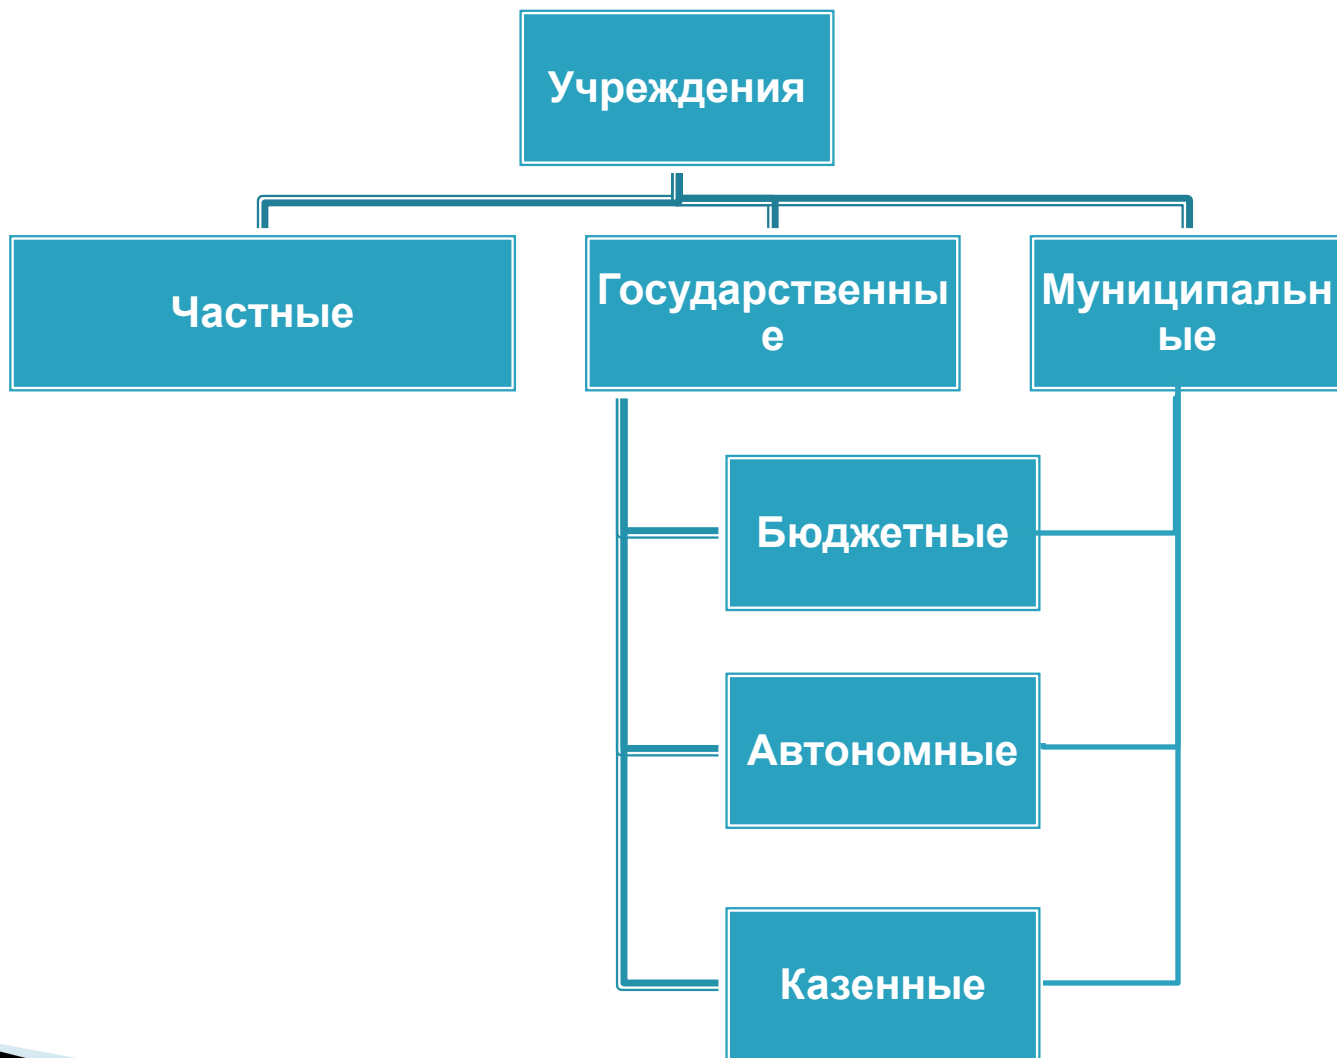 Учреждения
Частные
Государственны
е
Муниципальн
ые
Бюджетные
Автономные
Казенные